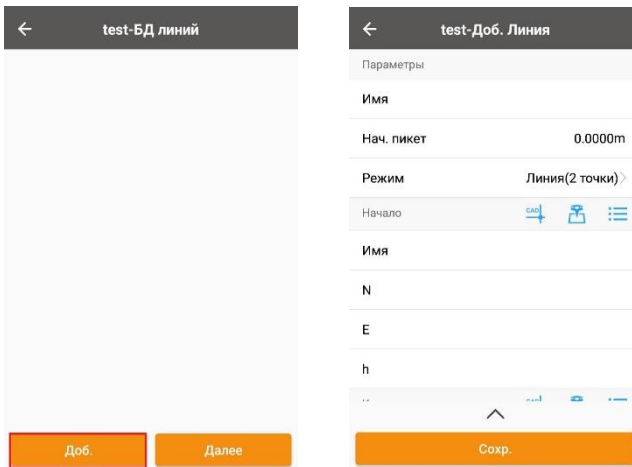 test-БД линий
Доб.
Далее
test-Доб. Линия
Параметры
Имя
Нач. пикет 0.0000m
Режим Линия(2 точки)
Начало CAD
Имя
N
E
h
Сохр.